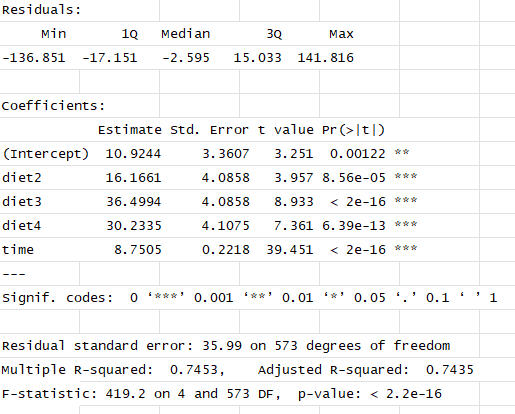 Residuals:
     Min       1Q   Median       3Q      Max
-136.851  -17.151   -2.595   15.033  141.816
Coefficients:
            Estimate Std. Error t value Pr(>|t|)
(Intercept)  10.9244     3.3607   3.251  0.00122 **
diet2        16.1661     4.0858   3.957 8.56e-05 ***
diet3        36.4994     4.0858   8.933  < 2e-16 ***
diet4        30.2335     4.1075   7.361 6.39e-13 ***
time          8.7505     0.2218  39.451  < 2e-16 ***
---
Signif. codes:  0 ‘***’ 0.001 ‘**’ 0.01 ‘*’ 0.05 ‘.’ 0.1 ‘ ’ 1
Residual standard error: 35.99 on 573 degrees of freedom
Multiple R-squared:  0.7453,    Adjusted R-squared:  0.7435
F-statistic: 419.2 on 4 and 573 DF,  p-value: < 2.2e-16